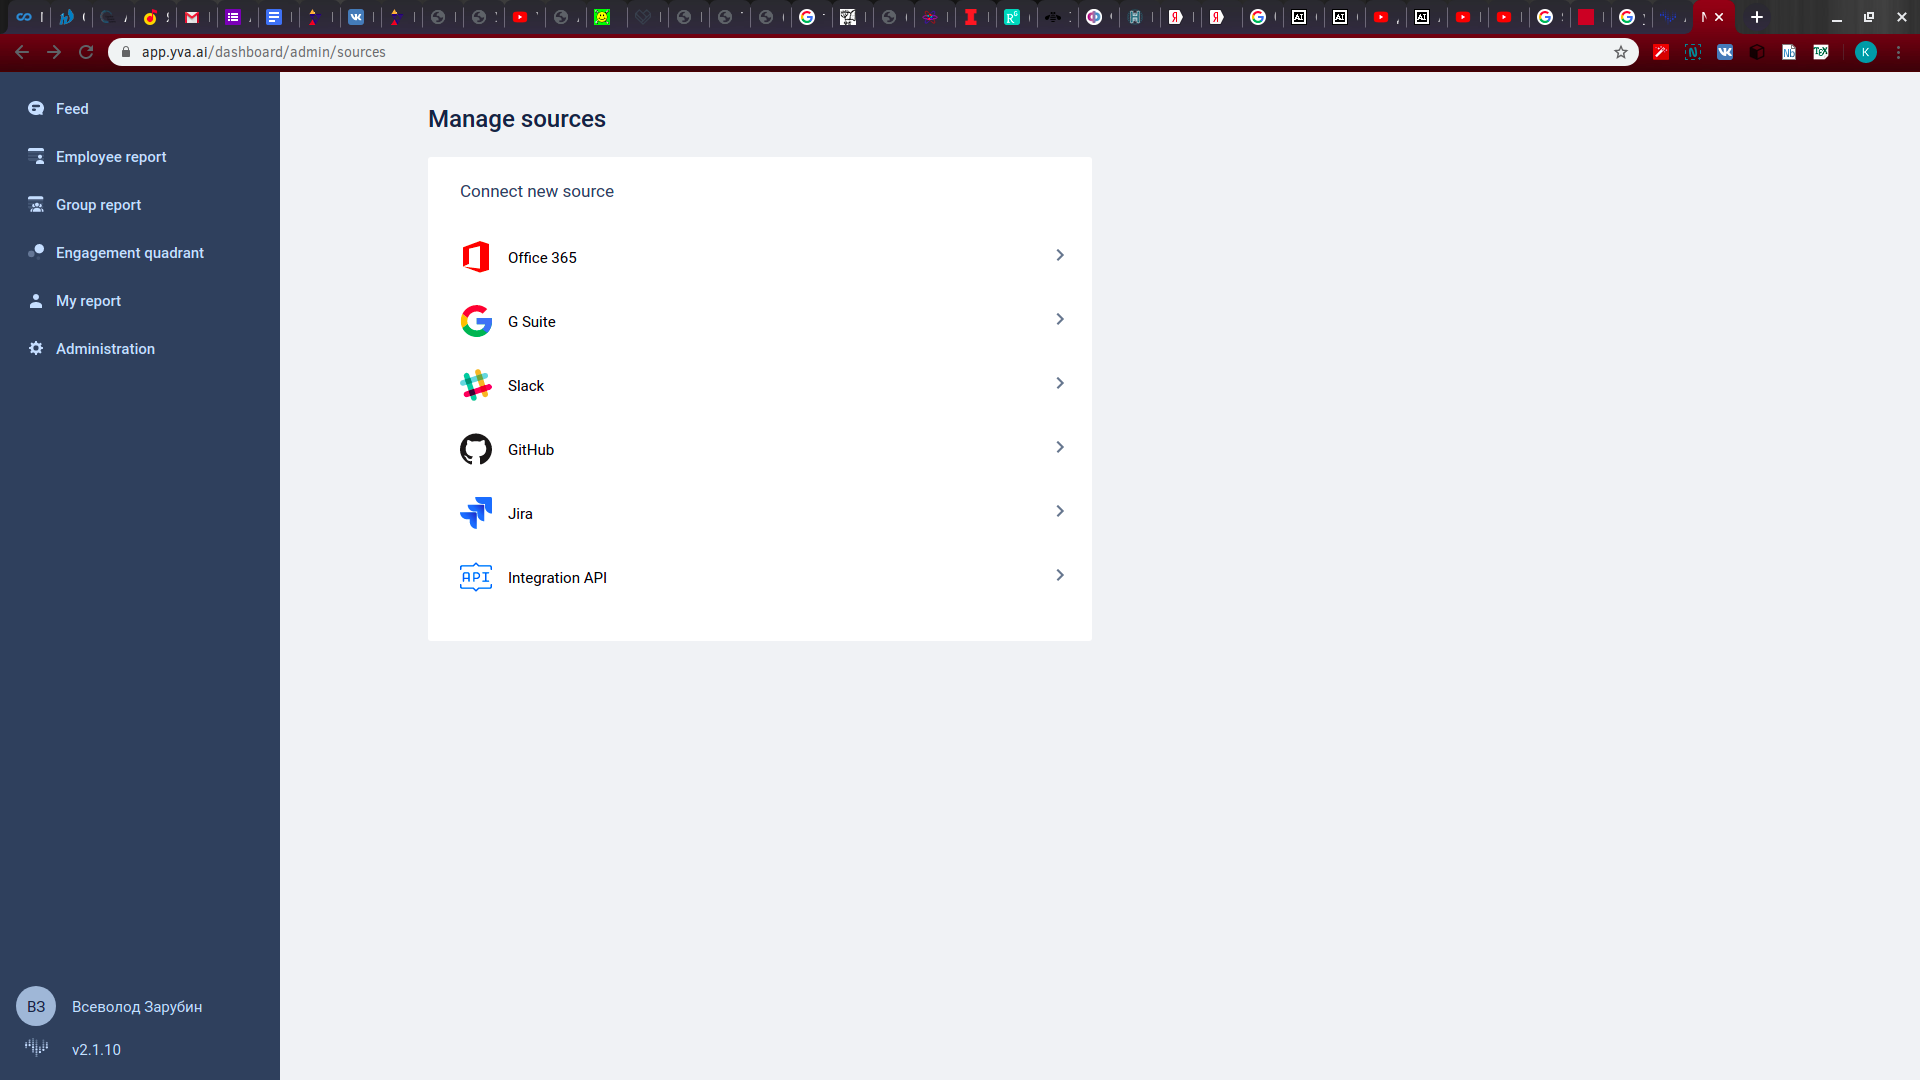 app.yva.ai/dashboard/admin/sources
K
Feed
Employee report
Group report
Engagement quadrant
My report
Administration
Manage sources
Connect new source
Office 365
G Suite
Slack
GitHub
Jira
API
Integration API
ВЗ
Всеволод Зарубин
v2.1.10